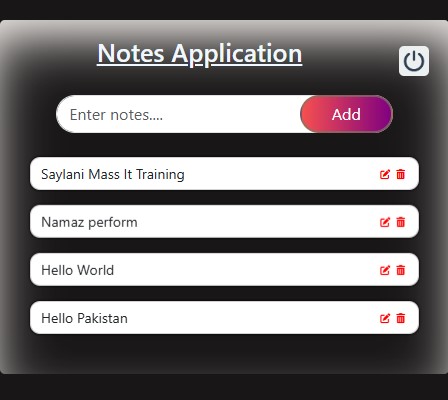 Notes Application
Enter notes.... Add
Saylani Mass It Training
Namaz perform
Hello World
Hello Pakistan